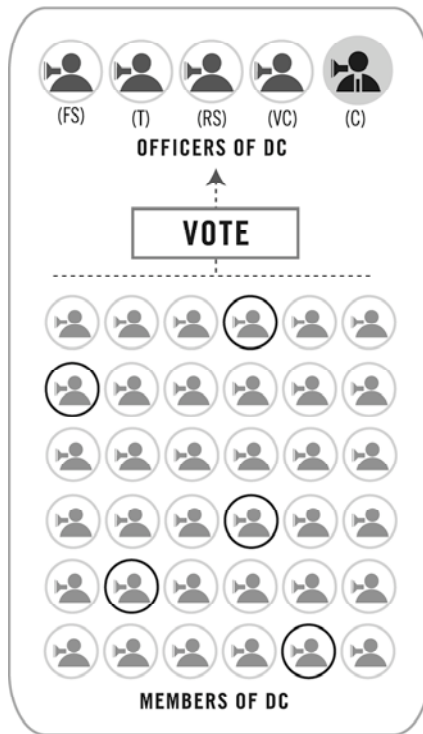 (FS) (T) (RS) (VC) (C)
OFFICERS OF DC
VOTE
MEMBERS OF DC